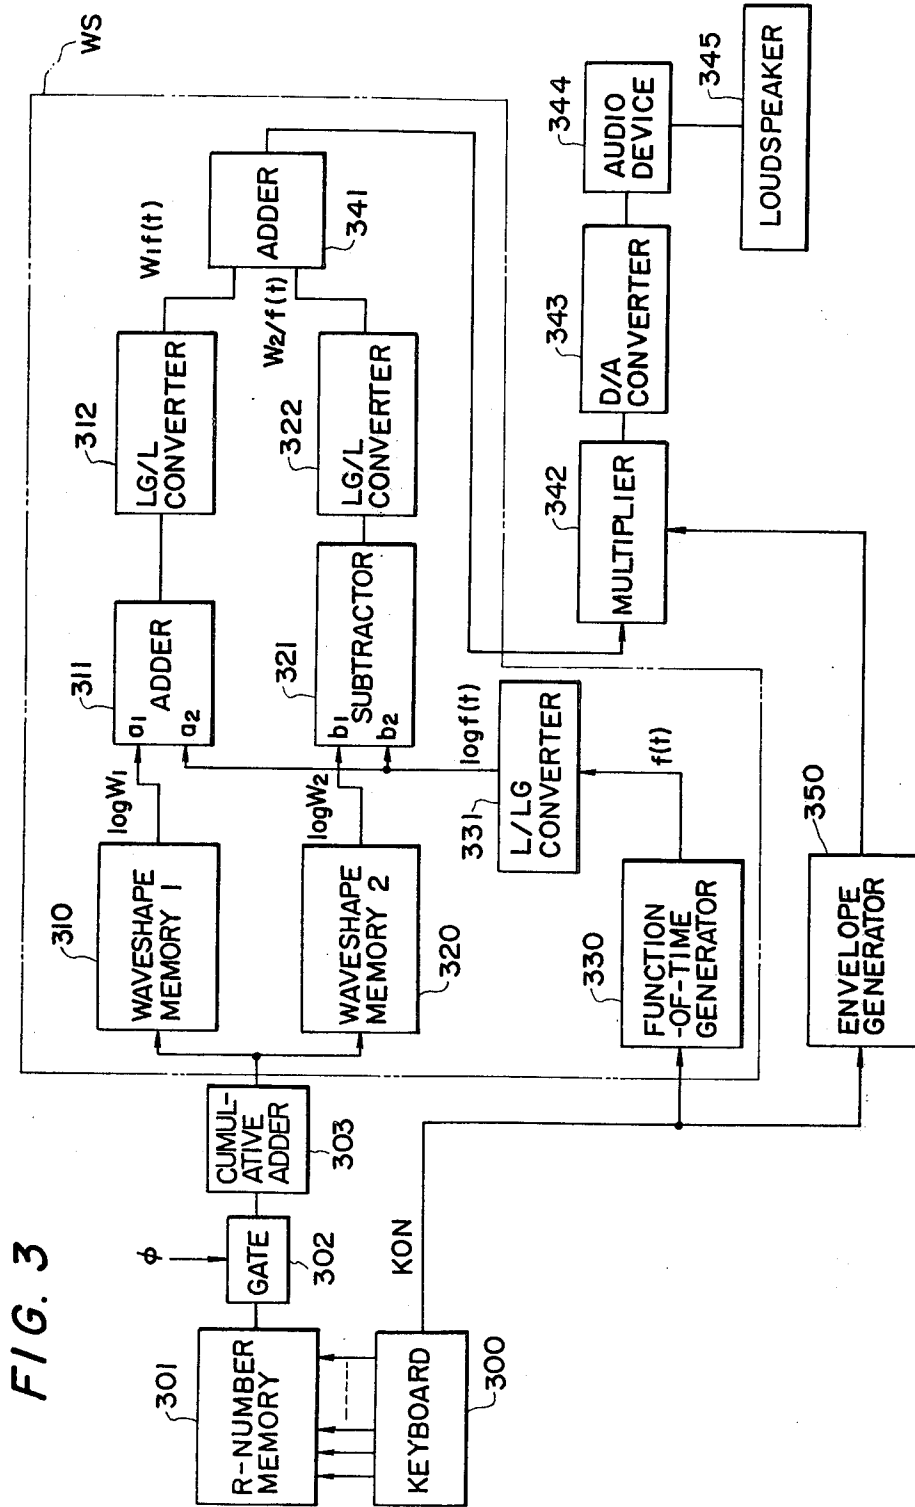 FIG. 3
WS
301
R-NUMBER
MEMORY
KEYBOARD
300
φ
GATE
302
CUMUL-
ATIVE
ADDER
303
KON
310
WAVESHAPE
MEMORY 1
logW1
WAVESHAPE
MEMORY 2
320
logW2
311
a1
a2
ADDER
321
b1
b2
SUBTRACTOR
312
LG/L
CONVERTER
322
LG/L
CONVERTER
W1f(t)
W2/f(t)
ADDER
341
330
FUNCTION
-OF-TIME
GENERATOR
f(t)
331
L/LG
CONVERTER
logf(t)
350
ENVELOPE
GENERATOR
342
MULTIPLIER
343
D/A
CONVERTER
344
AUDIO
DEVICE
345
LOUDSPEAKER